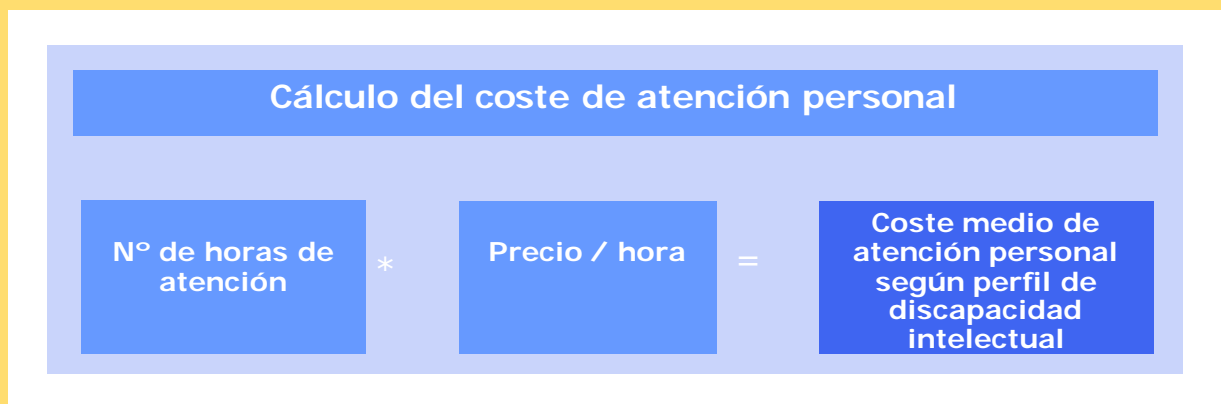 Cálculo del coste de atención personal
Nº de horas de
atención
*
Precio / hora
=
Coste medio de
atención personal
según perfil de
discapacidad
intelectual